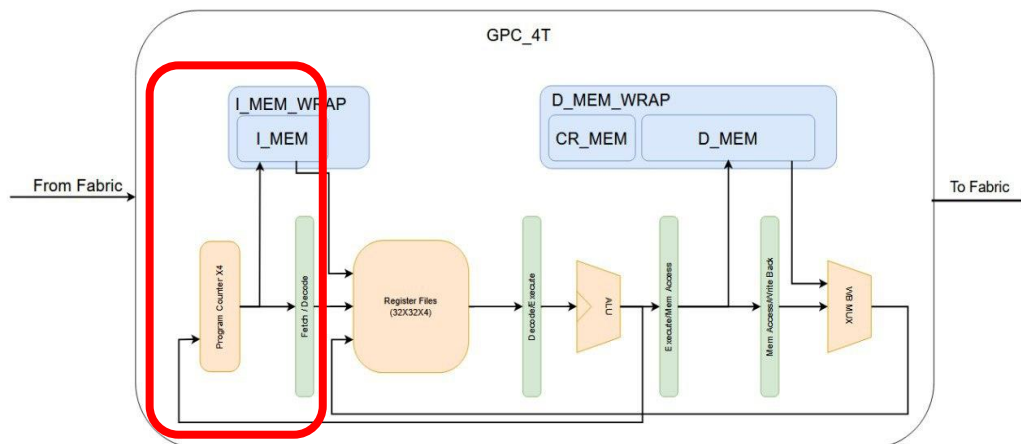 GPC_4T
I_MEM_WRAP
I_MEM
D_MEM_WRAP
CR_MEM
D_MEM
From Fabric
To Fabric
Program Counter X4
Fetch / Decode
Register Files
(32X32X4)
Decode/Execute
ALU
Execute/Mem Access
Mem Access/Write Back
WB MUX